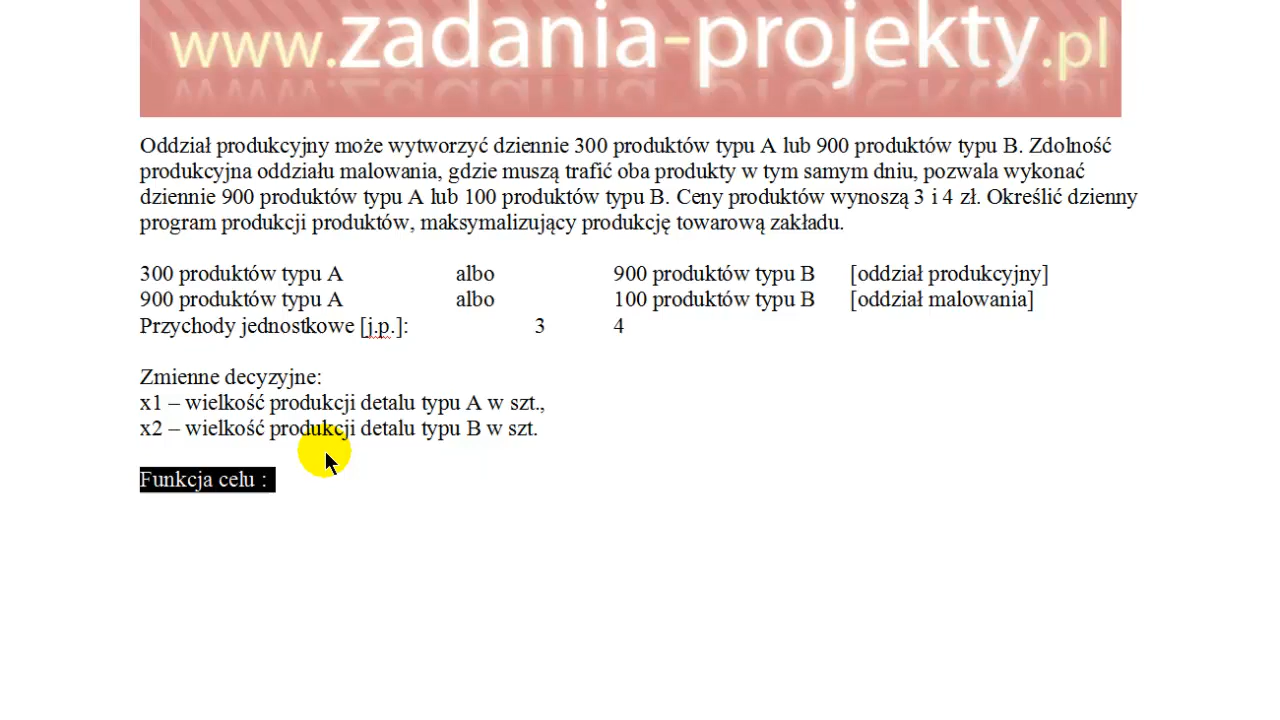 www.zadania-projekty.pl
Oddział produkcyjny może wytworzyć dziennie 300 produktów typu A lub 900 produktów typu B. Zdolność
produkcyjna oddziału malowania, gdzie muszą trafić oba produkty w tym samym dniu, pozwala wykonać
dziennie 900 produktów typu A lub 100 produktów typu B. Ceny produktów wynoszą 3 i 4 zł. Określić dzienny
program produkcji produktów, maksymalizujący produkcję towarową zakładu.
300 produktów typu A albo 900 produktów typu B [oddział produkcyjny]
900 produktów typu A albo 100 produktów typu B [oddział malowania]
Przychody jednostkowe [j.p.]: 3 4
Zmienne decyzyjne:
x1 – wielkość produkcji detalu typu A w szt.,
x2 – wielkość produkcji detalu typu B w szt.
Funkcja celu :